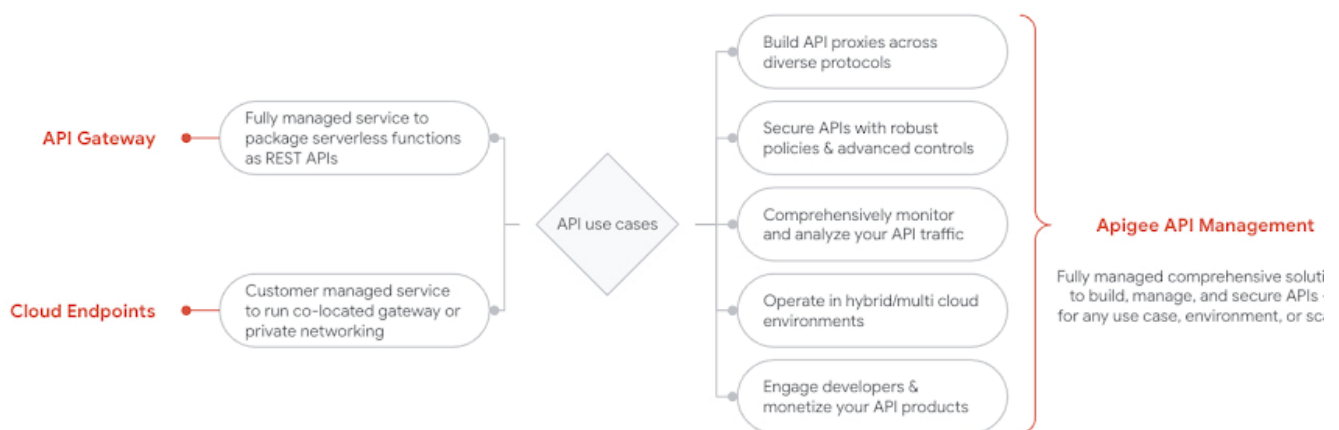 API Gateway
Fully managed service to
package serverless functions
as REST APIs
Cloud Endpoints
Customer managed service
to run co-located gateway or
private networking
API use cases
Build API proxies across
diverse protocols
Secure APIs with robust
policies & advanced controls
Comprehensively monitor
and analyze your API traffic
Operate in hybrid/multi cloud
environments
Engage developers &
monetize your API products
Apigee API Management
Fully managed comprehensive
to build, manage, and secure APIs
for any use case, environment, or